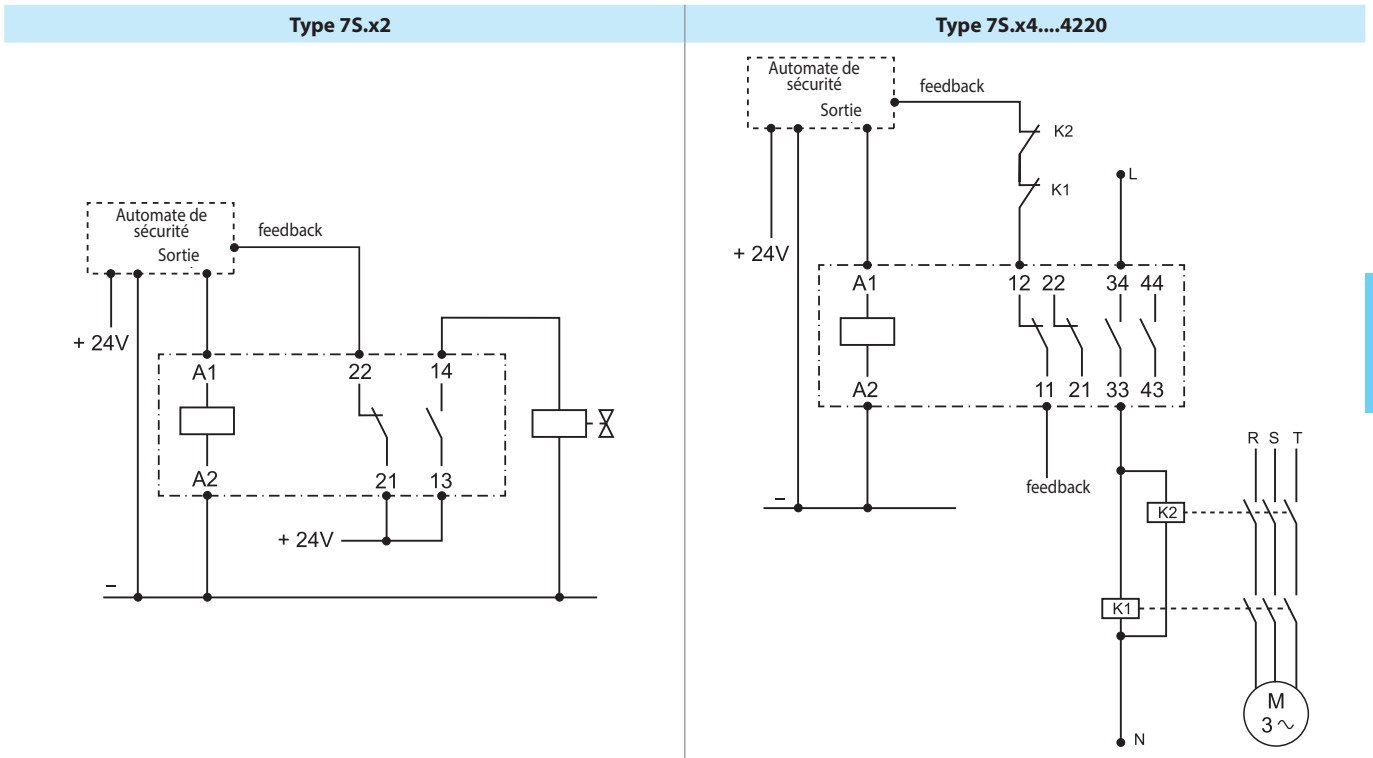 Type 7S.x2
Automate de
sécurité
Sortie
feedback
+ 24V
A1
22
14
A2
21
13
+ 24V
–
Type 7S.x4....4220
Automate de
sécurité
Sortie
feedback
K2
K1
L
+ 24V
A1
12 22
34 44
A2
11 21
33 43
feedback
–
R S T
K2
K1
M
3 ~
N